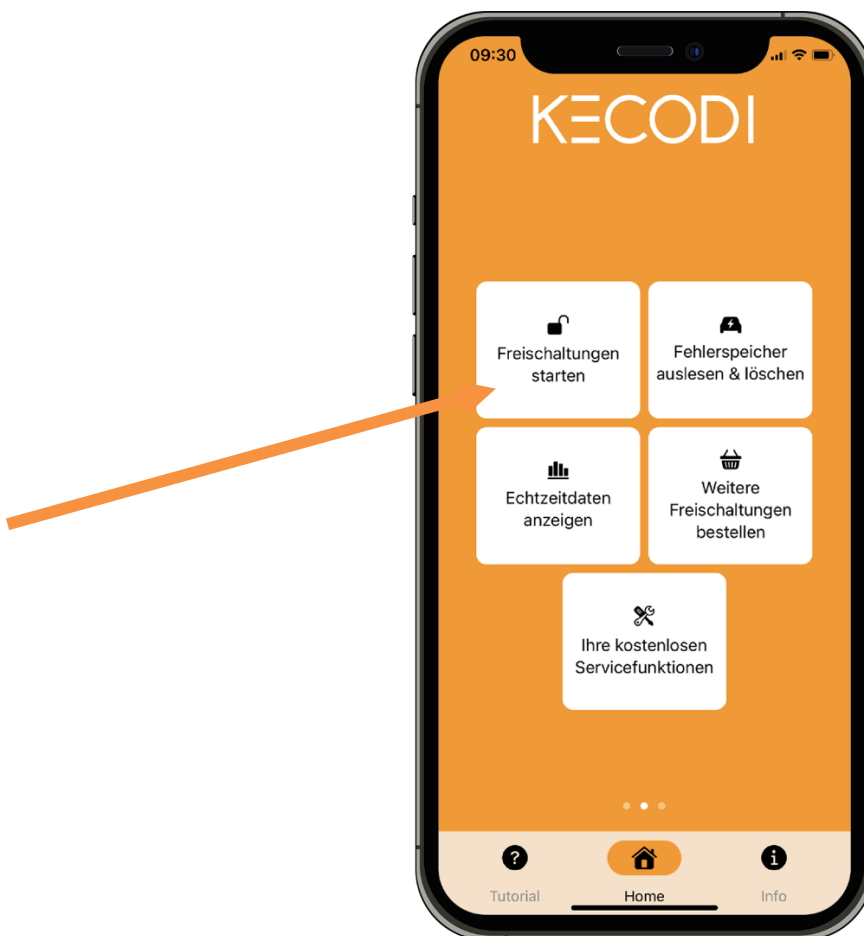 09:30
KECODI
Freischaltungen
starten
Fehlerspeicher
auslesen & löschen
Echtzeitdaten
anzeigen
Weitere
Freischaltungen
bestellen
Ihre kostenlosen
Servicefunktionen
Tutorial
Home
Info